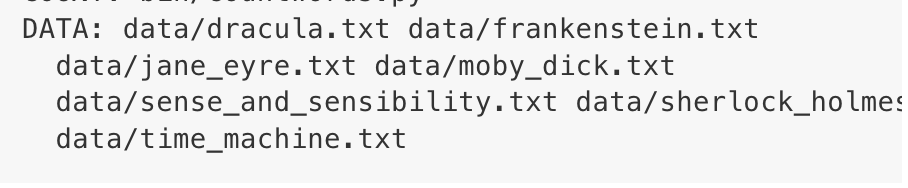 DATA: data/dracula.txt data/frankenstein.txt
data/jane_eyre.txt data/moby_dick.txt
data/sense_and_sensibility.txt data/sherlock_holmes
data/time_machine.txt